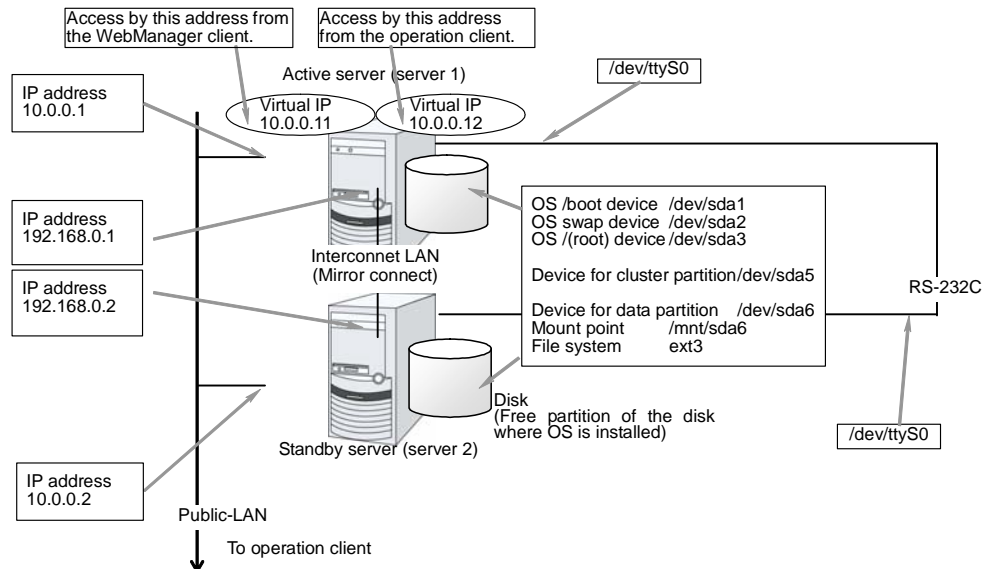 Access by this address from
the WebManager client.
Access by this address
from the operation client.
Active server (server 1)
/dev/ttyS0
IP address
10.0.0.1
Virtual IP
10.0.0.11
Virtual IP
10.0.0.12
IP address
192.168.0.1
OS /boot device /dev/sda1
OS swap device /dev/sda2
OS /(root) device /dev/sda3
Device for cluster partition/dev/sda5
Device for data partition /dev/sda6
Mount point /mnt/sda6
File system ext3
Interconnet LAN
(Mirror connect)
RS-232C
IP address
192.168.0.2
Disk
(Free partition of the disk
where OS is installed)
/dev/ttyS0
Standby server (server 2)
IP address
10.0.0.2
Public-LAN
To operation client